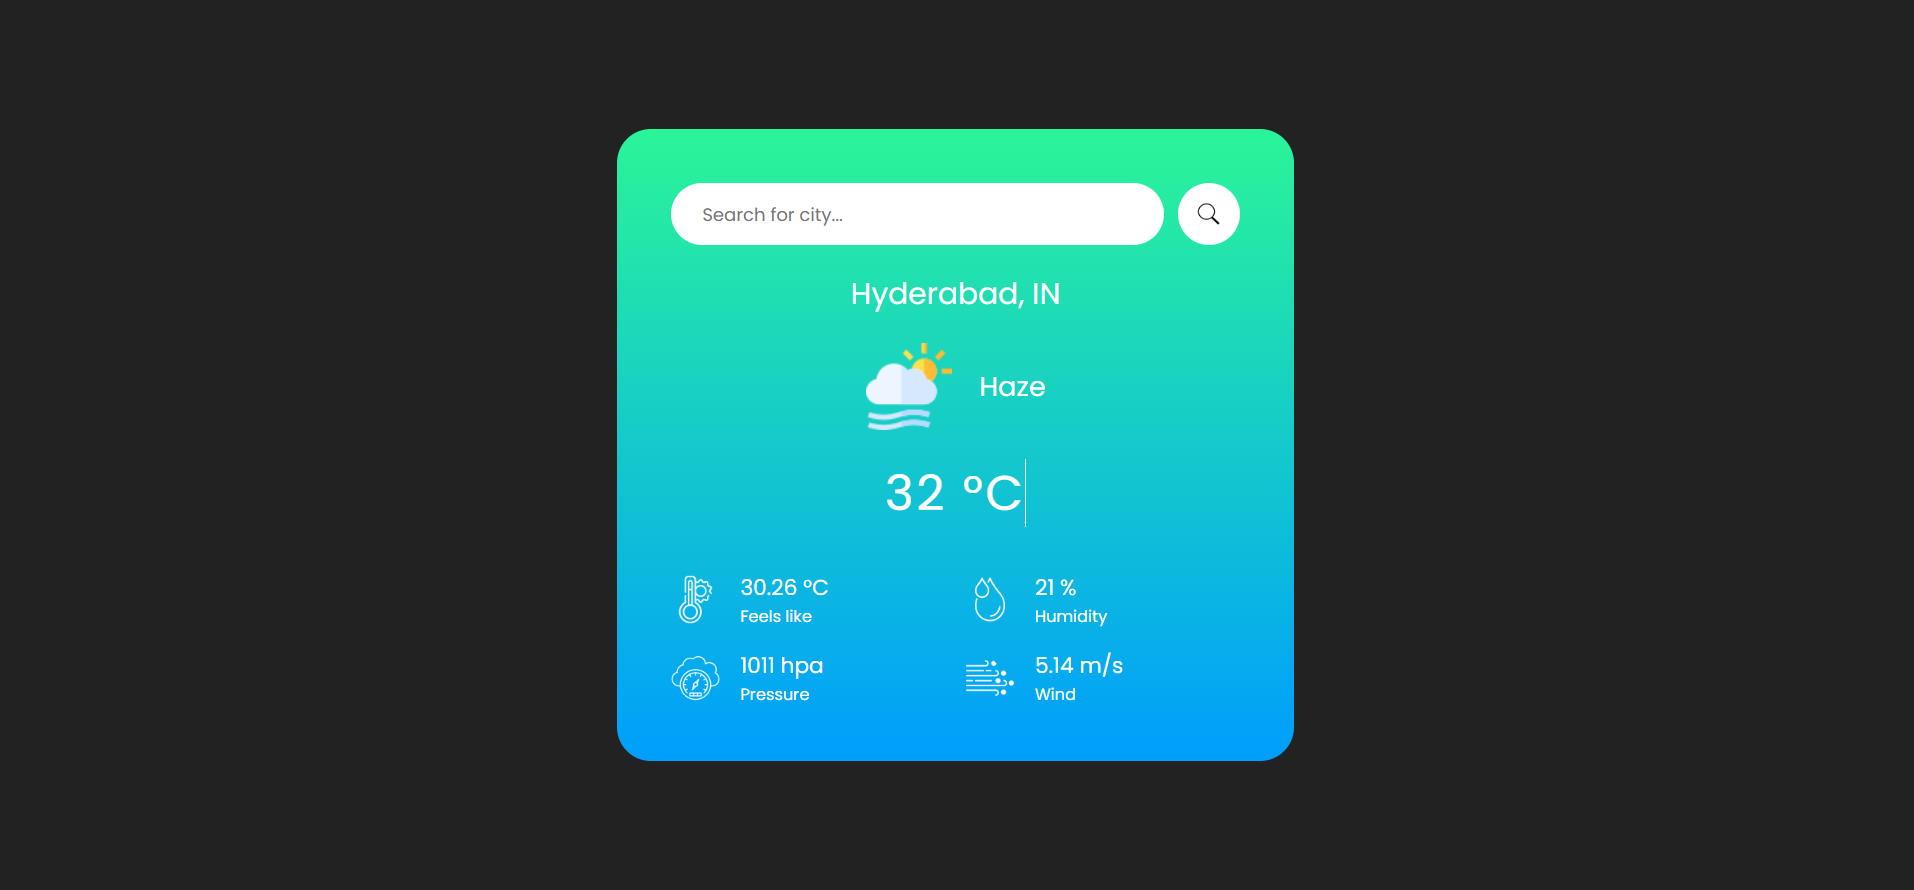 Search for city...
Hyderabad, IN
Haze
32 °C
30.26 °C
Feels like
21 %
Humidity
1011 hpa
Pressure
5.14 m/s
Wind